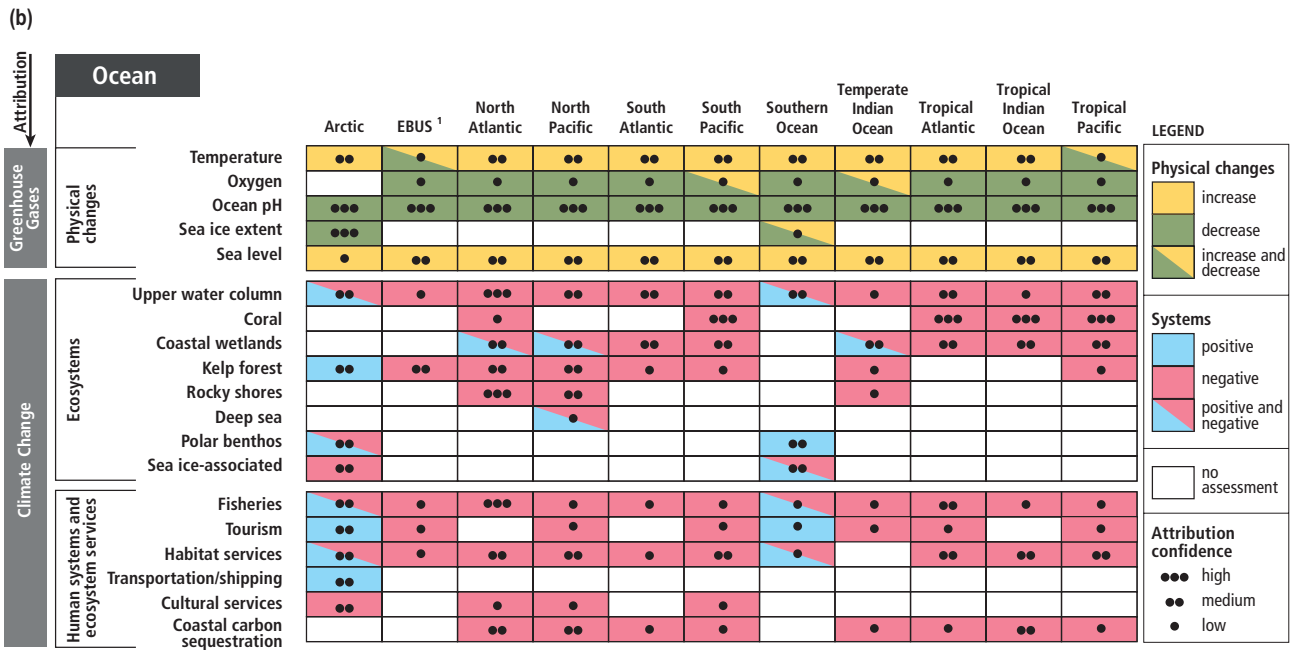 (b)
Attribution
Ocean
Arctic
EBUS 1
North
Atlantic
North
Pacific
South
Atlantic
South
Pacific
Southern
Ocean
Temperate
Indian
Ocean
Tropical
Atlantic
Tropical
Indian
Ocean
Tropical
Pacific
Greenhouse
Gases
Physical
changes
Temperature
Oxygen
Ocean pH
Sea ice extent
Sea level
Climate Change
Ecosystems
Upper water column
Coral
Coastal wetlands
Kelp forest
Rocky shores
Deep sea
Polar benthos
Sea ice-associated
Human systems and
ecosystem services
Fisheries
Tourism
Habitat services
Transportation/shipping
Cultural services
Coastal carbon
sequestration
LEGEND
Physical changes
increase
decrease
increase and
decrease
Systems
positive
negative
positive and
negative
no
assessment
Attribution
confidence
high
medium
low